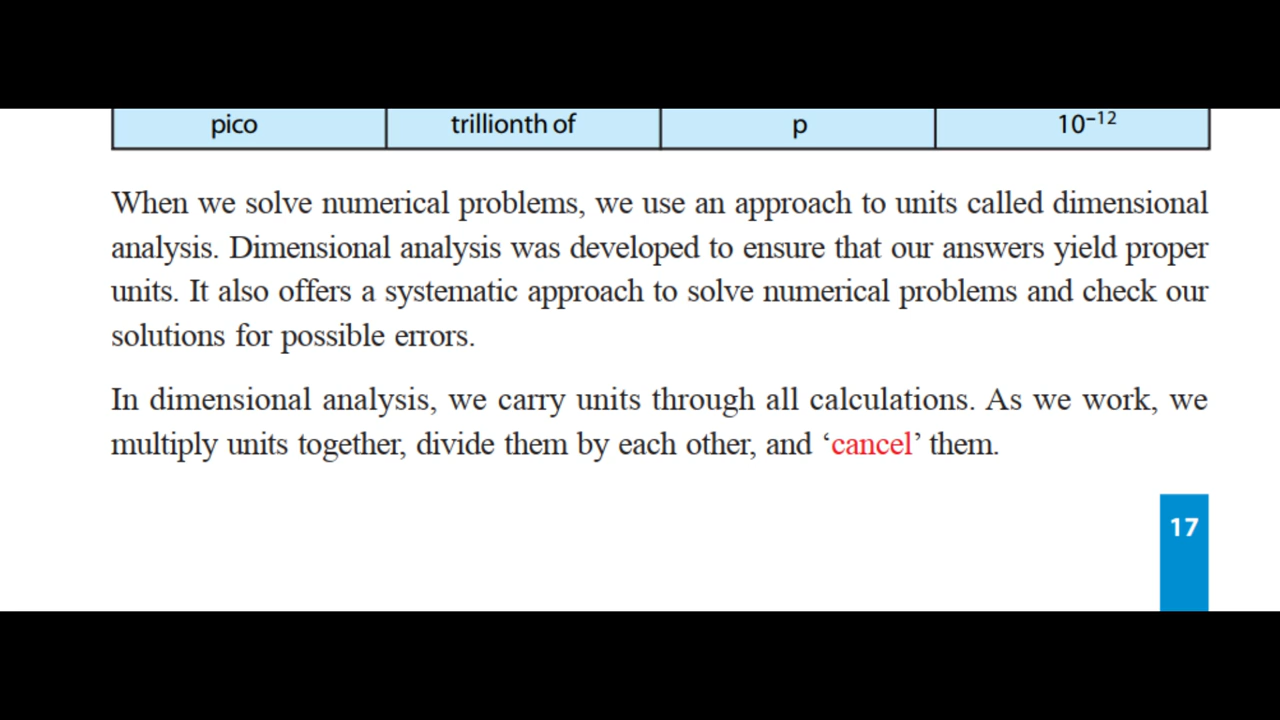 pico trillionth of p 10⁻¹²
When we solve numerical problems, we use an approach to units called dimensional
analysis. Dimensional analysis was developed to ensure that our answers yield proper
units. It also offers a systematic approach to solve numerical problems and check our
solutions for possible errors.
In dimensional analysis, we carry units through all calculations. As we work, we
multiply units together, divide them by each other, and ‘cancel’ them.
17